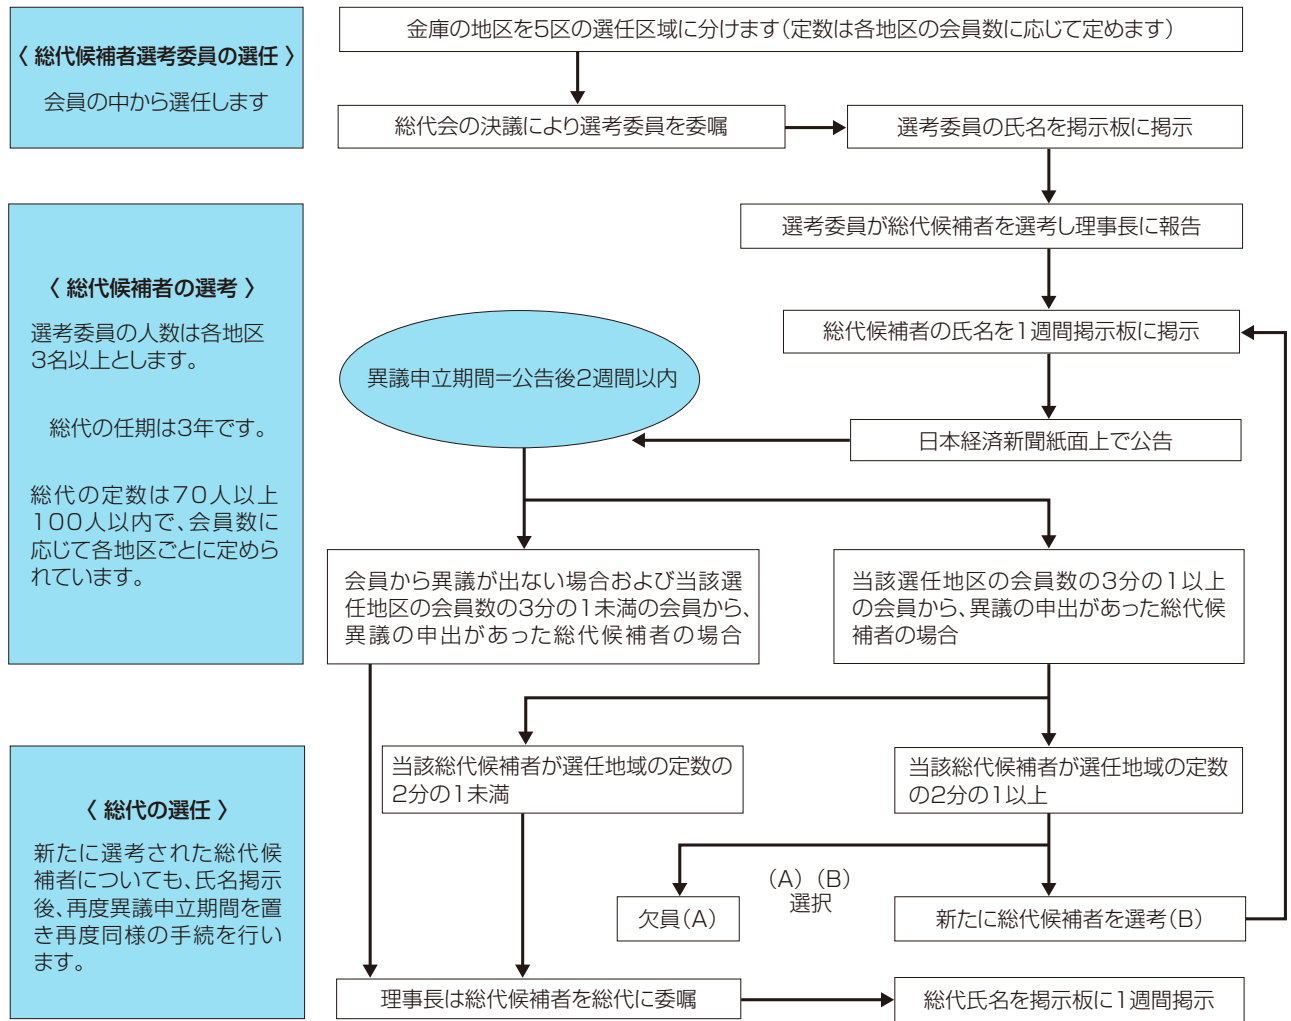 〈 総代候補者選考委員の選任 〉
会員の中から選任します
金庫の地区を5区の選任区域に分けます(定数は各地区の会員数に応じて定めます)
総代会の決議により選考委員を委嘱
選考委員の氏名を掲示板に掲示
選考委員が総代候補者を選考し理事長に報告
〈 総代候補者の選考 〉
選考委員の人数は各地区
3名以上とします。
総代の任期は3年です。
総代の定数は70人以上
100人以内で、会員数に
応じて各地区ごとに定めら
れています。
総代候補者の氏名を1週間掲示板に掲示
異議申立期間=公告後2週間以内
日本経済新聞紙面上で公告
会員から異議が出ない場合および当該選
任地区の会員数の3分の1未満の会員から、
異議の申出があった総代候補者の場合
当該選任地区の会員数の3分の1以上
の会員から、異議の申出があった総代候
補者の場合
当該総代候補者が選任地域の定数の
2分の1未満
当該総代候補者が選任地域の定数
の2分の1以上
〈 総代の選任 〉
新たに選考された総代候
補者についても、氏名掲示
後、再度異議申立期間を置
き再度同様の手続を行い
ます。
(A)(B)
選択
欠員(A)
新たに総代候補者を選考(B)
理事長は総代候補者を総代に委嘱
総代氏名を掲示板に1週間掲示